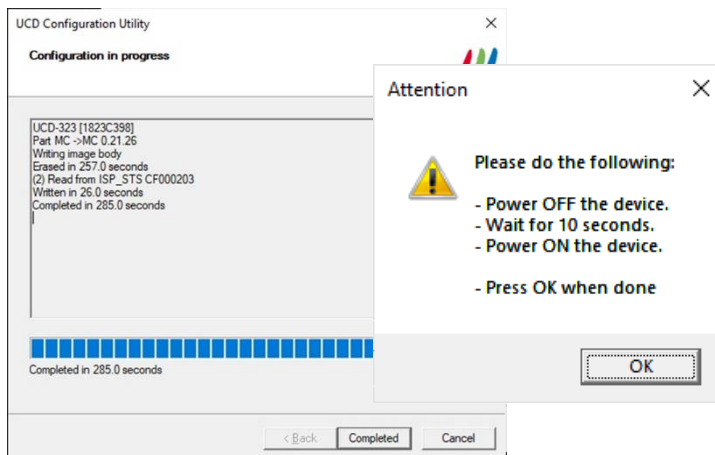 UCD Configuration Utility
Configuration in progress
UCD-323 [1823C398]
Part MC ->MC 0.21.26
Writing image body
Erased in 257.0 seconds
(2) Read from ISP_STS CF000203
Written in 26.0 seconds
Completed in 285.0 seconds
Completed in 285.0 seconds
< Back
Completed
Cancel
Attention
Please do the following:
- Power OFF the device.
- Wait for 10 seconds.
- Power ON the device.
- Press OK when done
OK